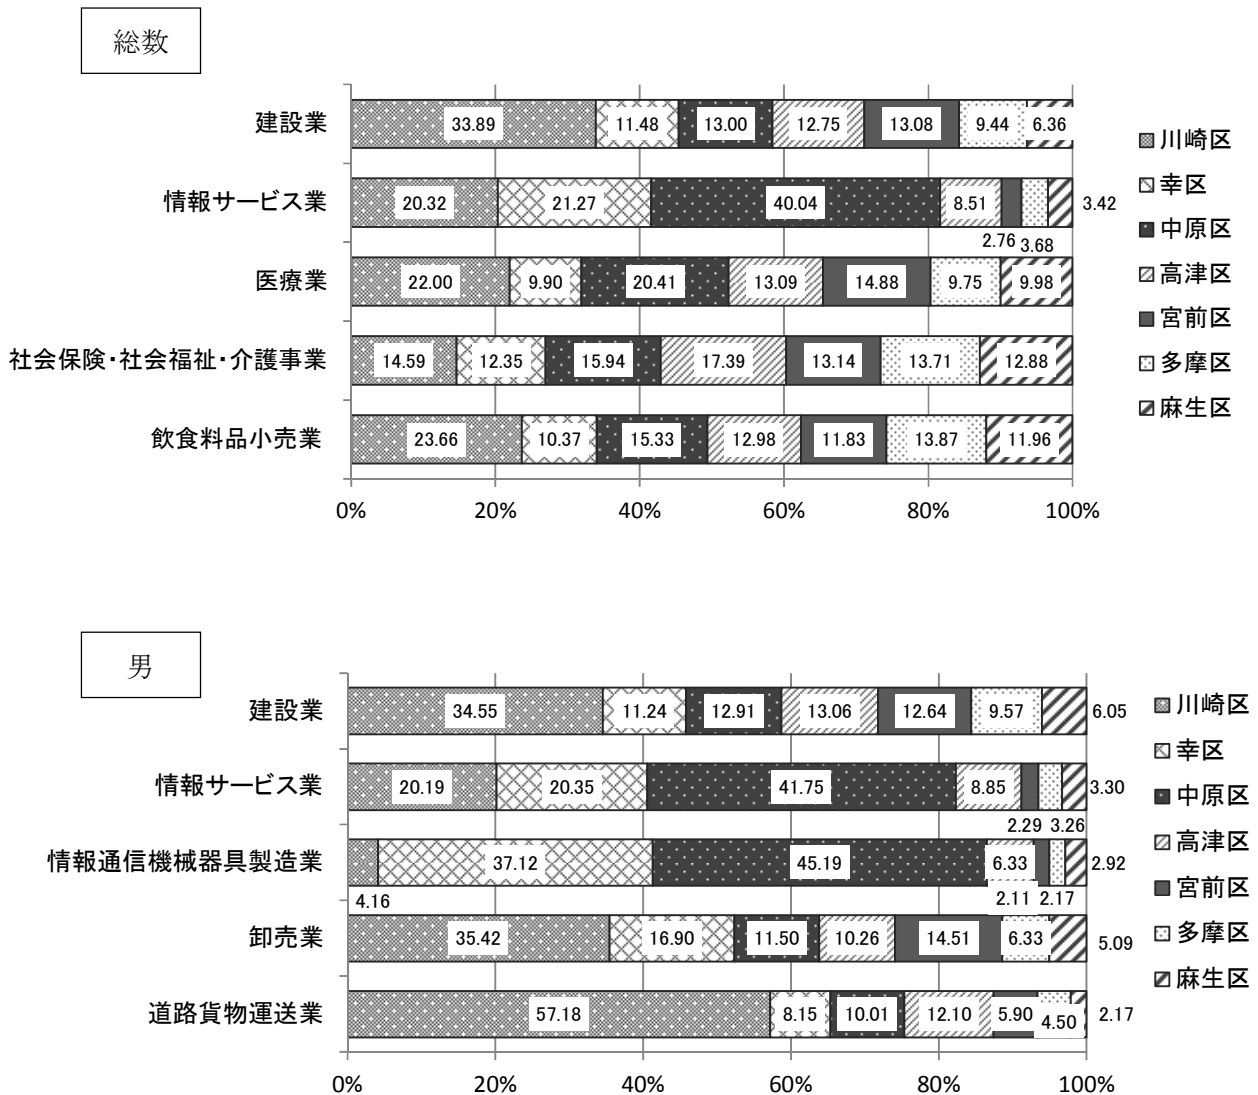 総数
建設業 33.89 11.48 13.00 12.75 13.08 9.44 6.36
情報サービス業 20.32 21.27 40.04 8.51 3.42
2.76 3.68
医療業 22.00 9.90 20.41 13.09 14.88 9.75 9.98
社会保険・社会福祉・介護事業 14.59 12.35 15.94 17.39 13.14 13.71 12.88
飲食料品小売業 23.66 10.37 15.33 12.98 11.83 13.87 11.96
0% 20% 40% 60% 80% 100%
川崎区
幸区
中原区
高津区
宮前区
多摩区
麻生区
男
建設業 34.55 11.24 12.91 13.06 12.64 9.57 6.05
情報サービス業 20.19 20.35 41.75 8.85 3.30
2.29 3.26
情報通信機械器具製造業 37.12 45.19 6.33 2.92
4.16 2.11 2.17
卸売業 35.42 16.90 11.50 10.26 14.51 6.33 5.09
道路貨物運送業 57.18 8.15 10.01 12.10 5.90 4.50 2.17
0% 20% 40% 60% 80% 100%
川崎区
幸区
中原区
高津区
宮前区
多摩区
麻生区